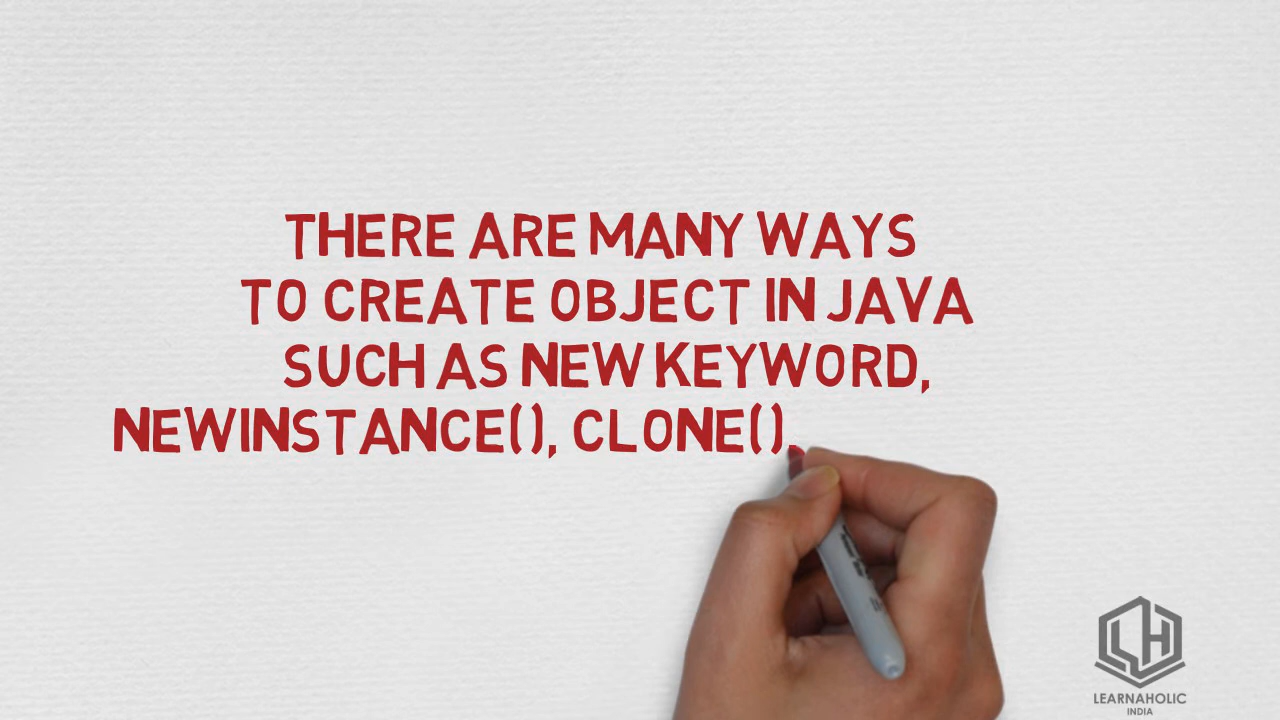 THERE ARE MANY WAYS
TO CREATE OBJECT IN JAVA
SUCH AS NEW KEYWORD,
NEWINSTANCE(), CLONE(),
LEARNAHOLIC
INDIA